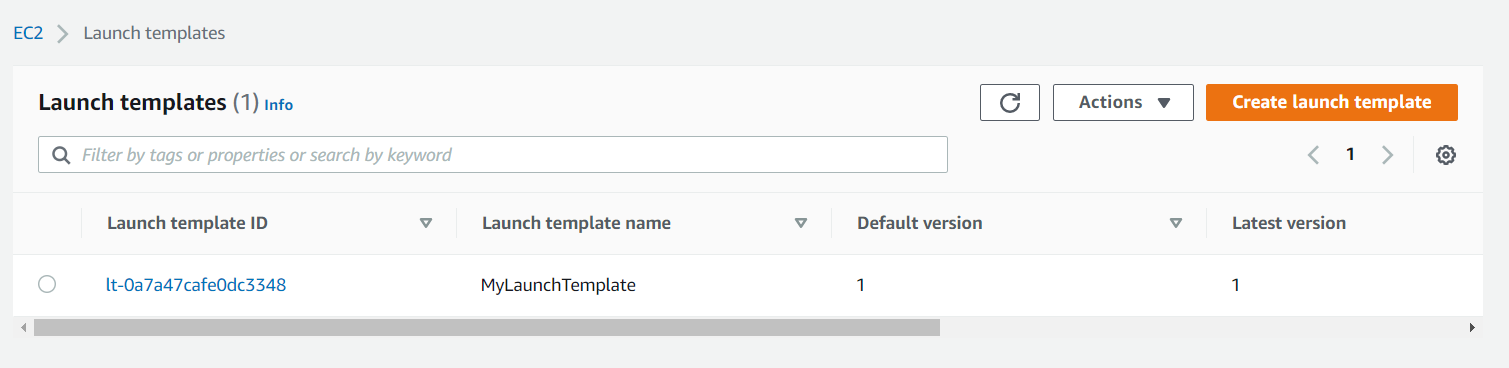 EC2 Launch templates
Launch templates (1) Info
Actions
Create launch template
Filter by tags or properties or search by keyword
1
Launch template ID Launch template name Default version Latest version
lt-0a7a47cafe0dc3348 MyLaunchTemplate 1 1